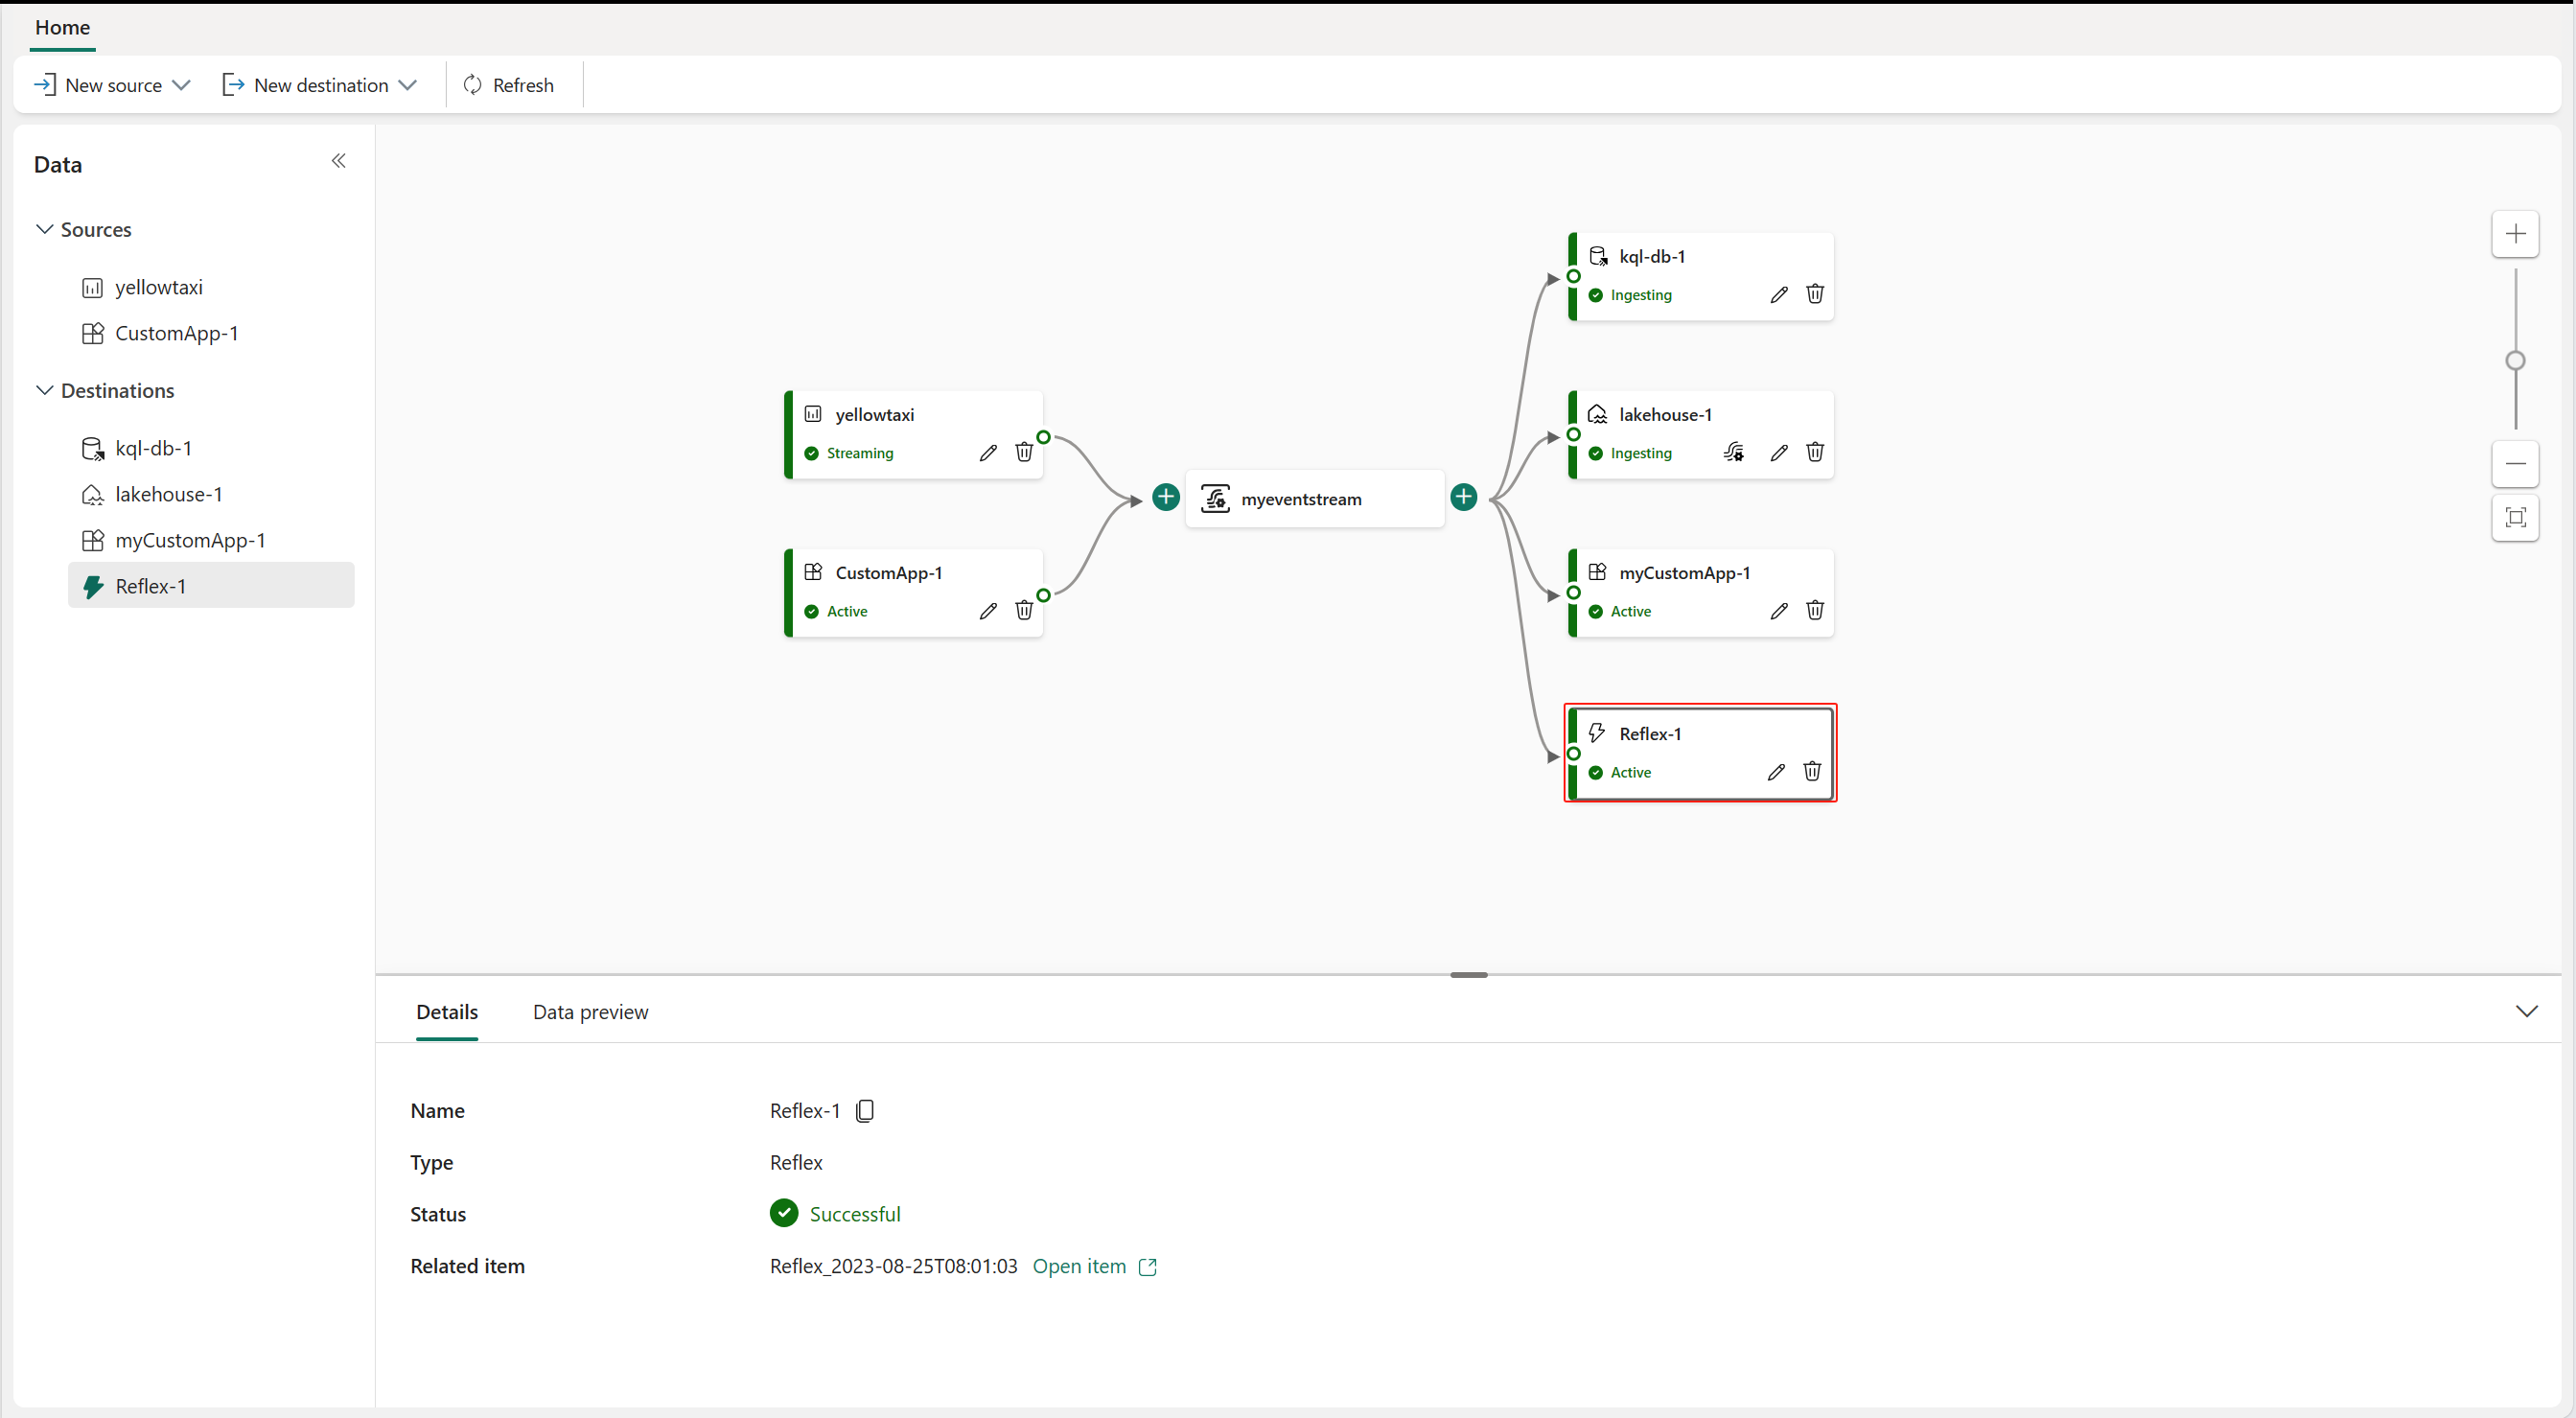 Home
New source
New destination
Refresh
Data
Sources
yellowtaxi
CustomApp-1
Destinations
kql-db-1
lakehouse-1
myCustomApp-1
Reflex-1
yellowtaxi
Streaming
CustomApp-1
Active
myeventstream
kql-db-1
Ingesting
lakehouse-1
Ingesting
myCustomApp-1
Active
Reflex-1
Active
Details
Data preview
Name
Reflex-1
Type
Reflex
Status
Successful
Related item
Reflex_2023-08-25T08:01:03 Open item